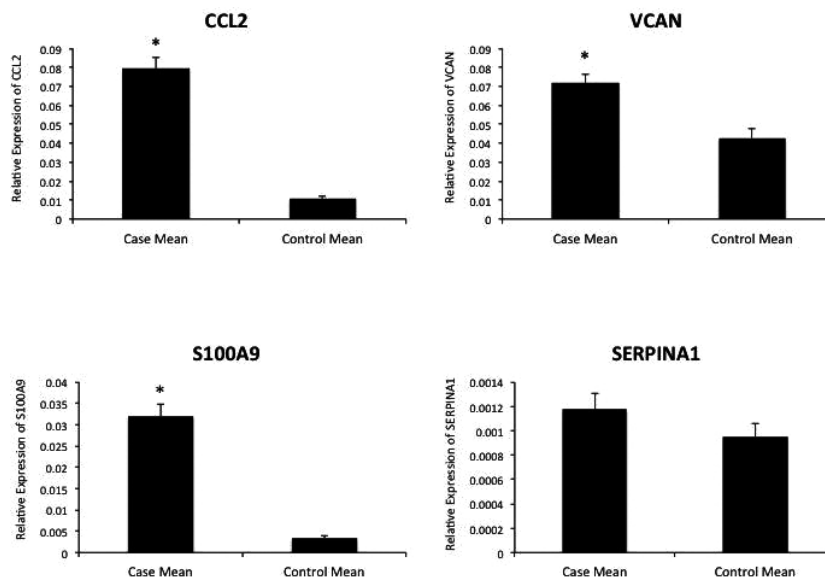 CCL2
Relative Expression of CCL2
0.09
0.08
0.07
0.06
0.05
0.04
0.03
0.02
0.01
0
*
Case Mean
Control Mean
VCAN
Relative Expression of VCAN
0.09
0.08
0.07
0.06
0.05
0.04
0.03
0.02
0.01
0
*
Case Mean
Control Mean
S100A9
Relative Expression of S100A9
0.04
0.035
0.03
0.025
0.02
0.015
0.01
0.005
0
*
Case Mean
Control Mean
SERPINA1
Relative Expression of SERPINA1
0.0014
0.0012
0.001
0.0008
0.0006
0.0004
0.0002
0
Case Mean
Control Mean